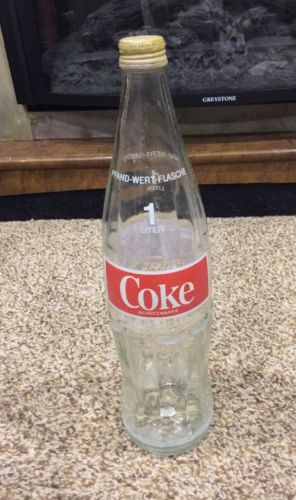 GREYSTONE
PFAND-WERT-FLASCHE
1
LITER
Coke
SCHUTZMARKE